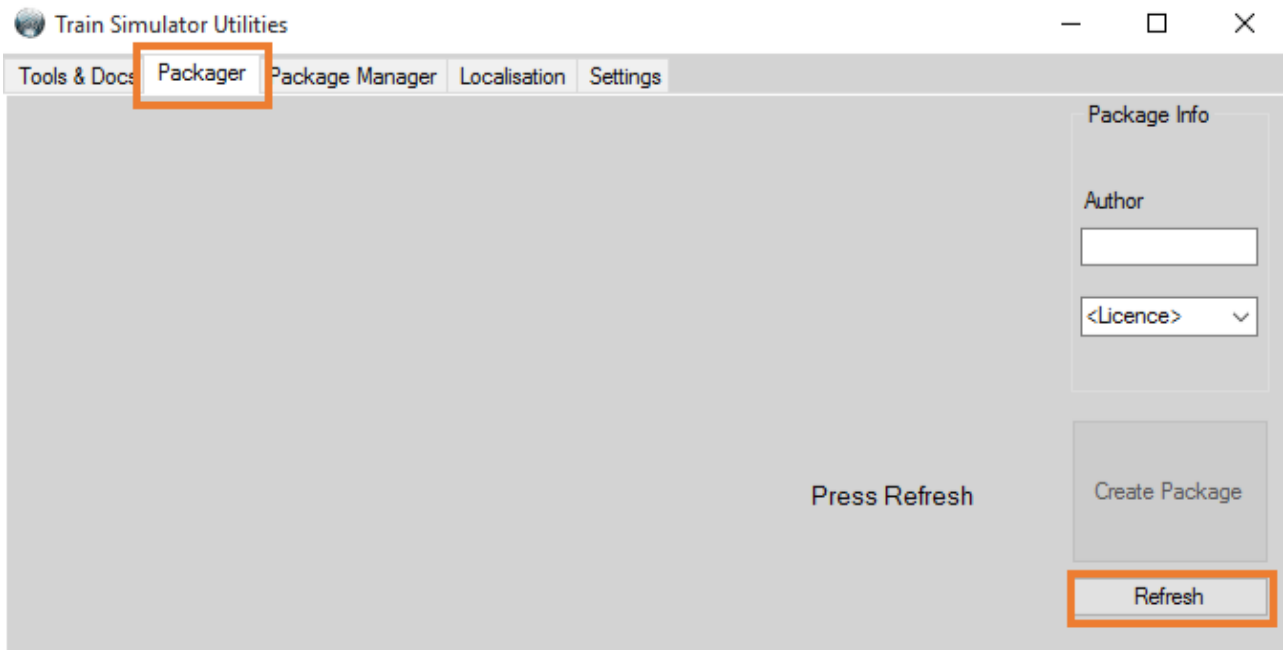 Train Simulator Utilities
Tools & Docs Packager Package Manager Localisation Settings
Package Info
Author
<Licence>
Press Refresh
Create Package
Refresh